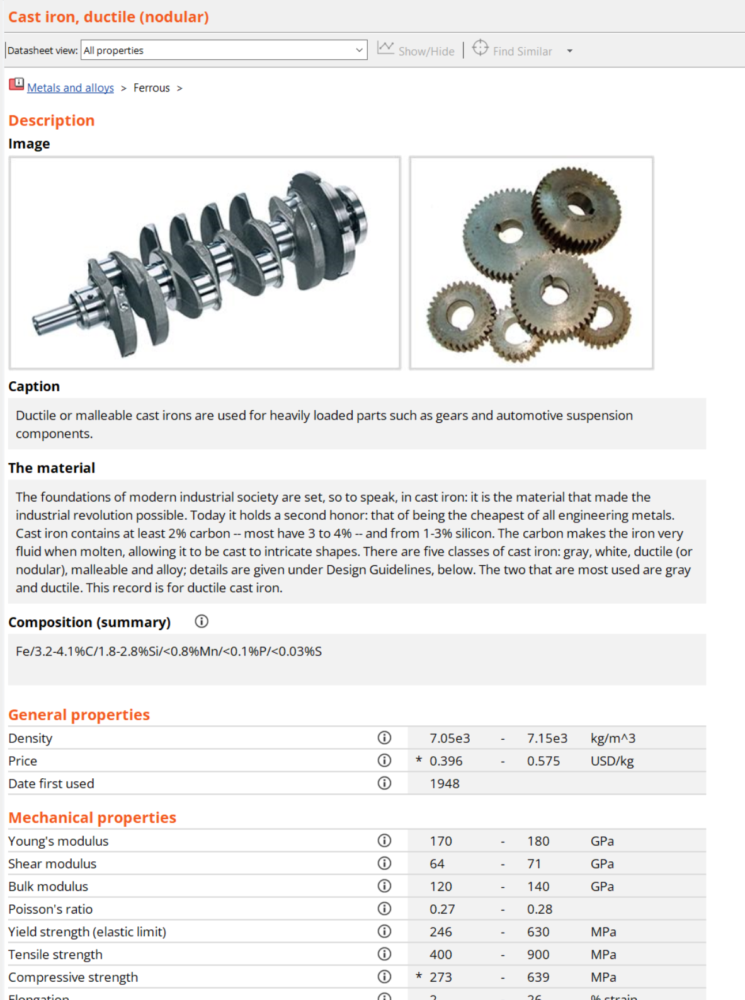 Cast iron, ductile (nodular)
Datasheet view: All properties Show/Hide Find Similar
Metals and alloys > Ferrous >
Description
Image
Caption
Ductile or malleable cast irons are used for heavily loaded parts such as gears and automotive suspension
components.
The material
The foundations of modern industrial society are set, so to speak, in cast iron: it is the material that made the
industrial revolution possible. Today it holds a second honor: that of being the cheapest of all engineering metals.
Cast iron contains at least 2% carbon -- most have 3 to 4% -- and from 1-3% silicon. The carbon makes the iron very
fluid when molten, allowing it to be cast to intricate shapes. There are five classes of cast iron: gray, white, ductile (or
nodular), malleable and alloy; details are given under Design Guidelines, below. The two that are most used are gray
and ductile. This record is for ductile cast iron.
Composition (summary)
Fe/3.2-4.1%C/1.8-2.8%Si/<0.8%Mn/<0.1%P/<0.03%S
General properties
Density 7.05e3 - 7.15e3 kg/m^3
Price * 0.396 - 0.575 USD/kg
Date first used 1948
Mechanical properties
Young's modulus 170 - 180 GPa
Shear modulus 64 - 71 GPa
Bulk modulus 120 - 140 GPa
Poisson's ratio 0.27 - 0.28
Yield strength (elastic limit) 246 - 630 MPa
Tensile strength 400 - 900 MPa
Compressive strength * 273 - 639 MPa
Elongation 2 - 26 % strain